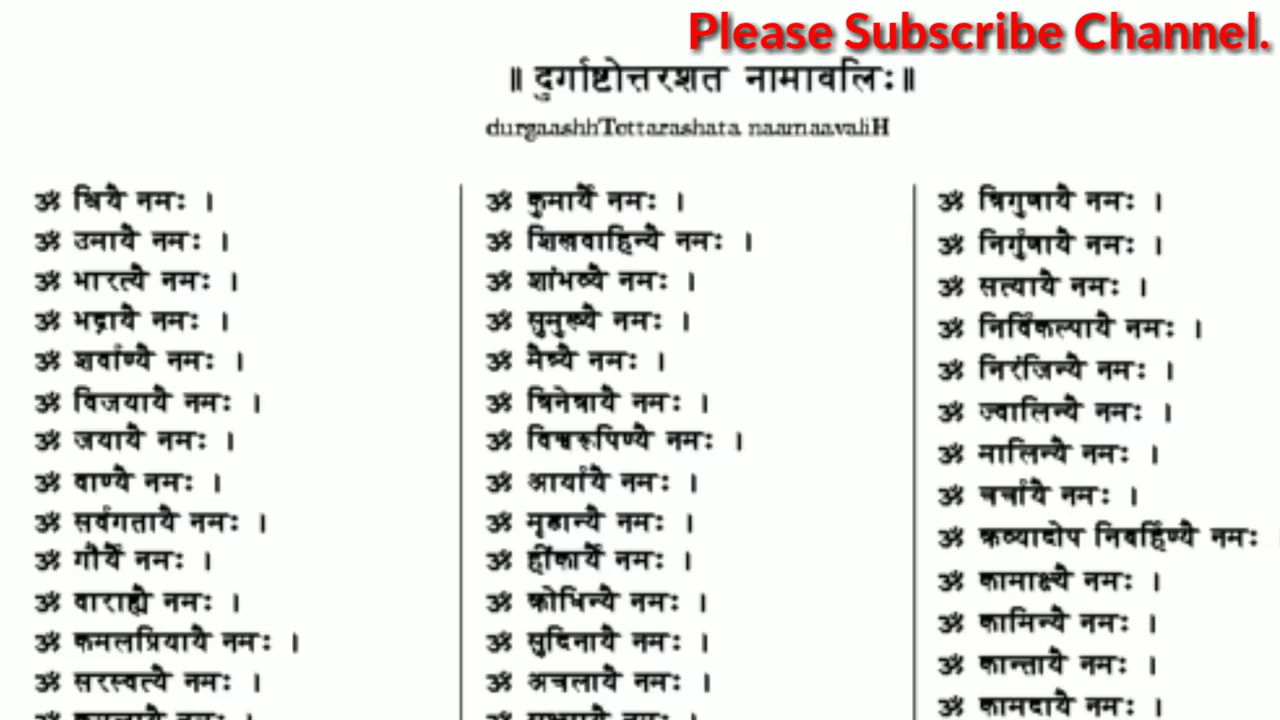 Please Subscribe Channel.
॥ दुर्गाष्टोत्तरशत नामावलिः॥
durgaashhTottarashata naamaavaliH
ॐ श्रियै नमः ।
ॐ उमायै नमः ।
ॐ भारत्यै नमः ।
ॐ भद्रायै नमः ।
ॐ शर्वाण्यै नमः ।
ॐ विजयायै नमः ।
ॐ जयायै नमः ।
ॐ वाण्यै नमः ।
ॐ सर्वगतायै नमः ।
ॐ गौर्यै नमः ।
ॐ वाराह्यै नमः ।
ॐ कमलप्रियायै नमः ।
ॐ सरस्वत्यै नमः ।
ॐ कमलायै नमः ।
ॐ कुमार्यै नमः ।
ॐ शिलवाहिन्यै नमः ।
ॐ शांभव्यै नमः ।
ॐ सुमुख्यै नमः ।
ॐ मैत्र्यै नमः ।
ॐ त्रिनेत्रायै नमः ।
ॐ विश्वरूपिण्यै नमः ।
ॐ आर्यायै नमः ।
ॐ मृडान्यै नमः ।
ॐ हींकार्यै नमः ।
ॐ क्रोधिन्यै नमः ।
ॐ सुदिनायै नमः ।
ॐ अचलायै नमः ।
ॐ त्रिगुणायै नमः ।
ॐ निर्गुणायै नमः ।
ॐ सत्यायै नमः ।
ॐ निर्विकल्पायै नमः ।
ॐ निरंजिन्यै नमः ।
ॐ ज्वालिन्यै नमः ।
ॐ मालिन्यै नमः ।
ॐ चर्चायै नमः ।
ॐ क्रव्यादोप निबर्हिण्यै नमः
ॐ कामाक्ष्यै नमः ।
ॐ कामिन्यै नमः ।
ॐ कान्तायै नमः ।
ॐ कामदायै नमः ।